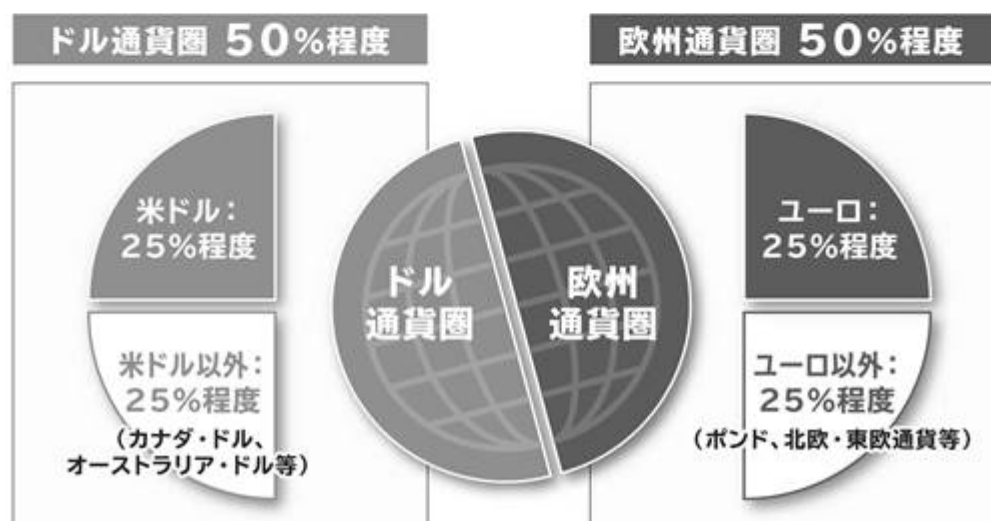 ドル通貨圏 50%程度
欧州通貨圏 50%程度
米ドル:
25%程度
米ドル以外:
25%程度
(カナダ・ドル、
オーストラリア・ドル等)
ドル
通貨圏
欧州
通貨圏
ユーロ:
25%程度
ユーロ以外:
25%程度
(ポンド、北欧・東欧通貨等)